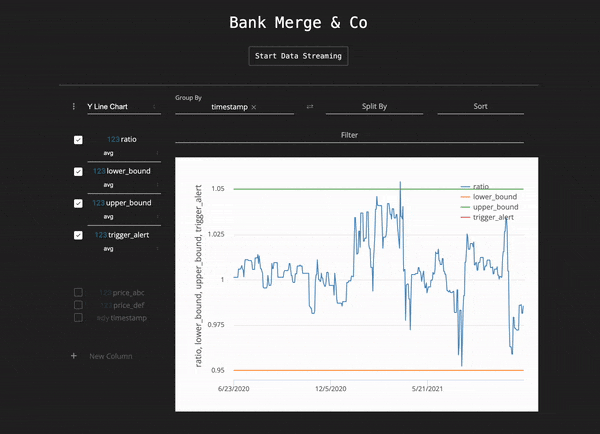 Bank Merge & Co
Start Data Streaming
Y Line Chart
Group By
timestamp ×
Split By
Sort
Filter
123 ratio
avg
123 lower_bound
avg
123 upper_bound
avg
123 trigger_alert
avg
123 price_abc
123 price_def
mdy timestamp
+ New Column
ratio, lower_bound, upper_bound, trigger_alert
1.05
1.025
1
0.975
0.95
6/23/2020
12/5/2020
5/21/2021
ratio
lower_bound
upper_bound
trigger_alert